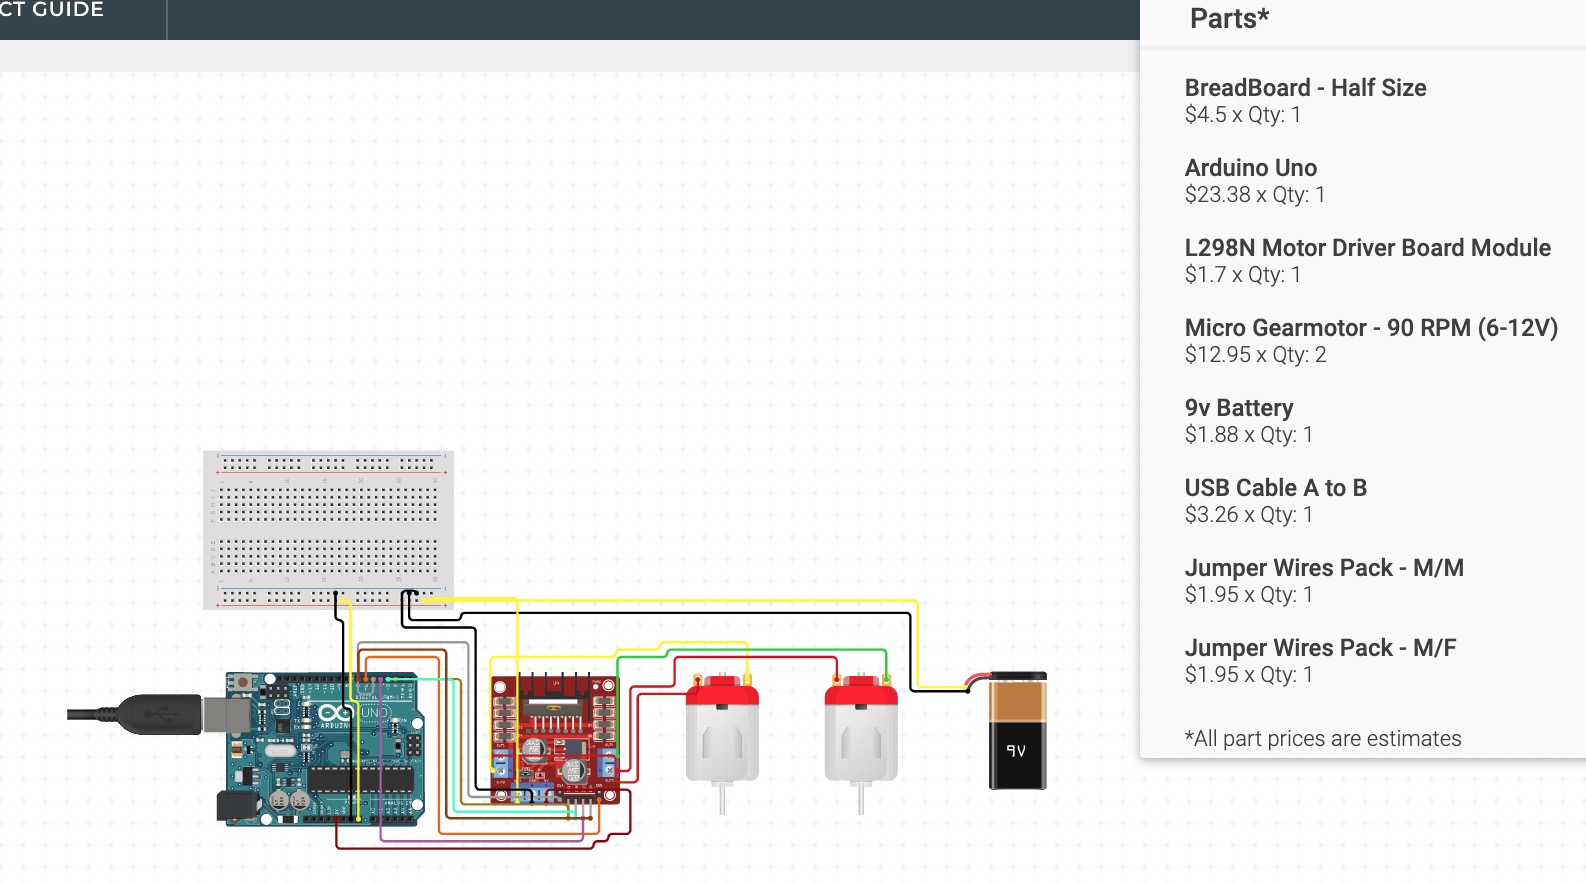 CT GUIDE
Parts*
BreadBoard - Half Size
$4.5 x Qty: 1
Arduino Uno
$23.38 x Qty: 1
L298N Motor Driver Board Module
$1.7 x Qty: 1
Micro Gearmotor - 90 RPM (6-12V)
$12.95 x Qty: 2
9v Battery
$1.88 x Qty: 1
USB Cable A to B
$3.26 x Qty: 1
Jumper Wires Pack - M/M
$1.95 x Qty: 1
Jumper Wires Pack - M/F
$1.95 x Qty: 1
*All part prices are estimates
UNO
ARDUINO
9V